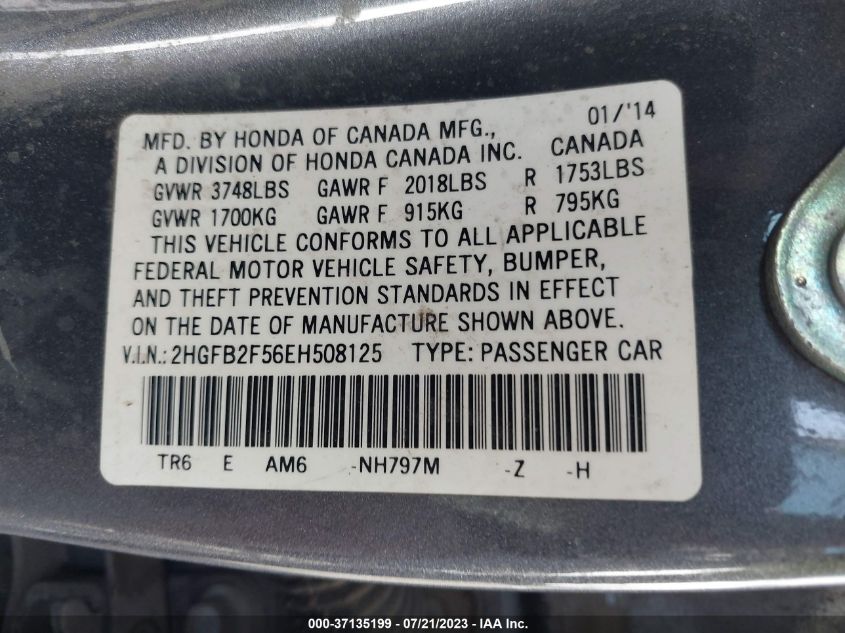 01/'14
MFD. BY HONDA OF CANADA MFG.,
A DIVISION OF HONDA CANADA INC. CANADA
GVWR 3748LBS GAWR F 2018LBS R 1753LBS
GVWR 1700KG GAWR F 915KG R 795KG
THIS VEHICLE CONFORMS TO ALL APPLICABLE
FEDERAL MOTOR VEHICLE SAFETY, BUMPER,
AND THEFT PREVENTION STANDARDS IN EFFECT
ON THE DATE OF MANUFACTURE SHOWN ABOVE.
V.I.N.: 2HGFB2F56EH508125 TYPE: PASSENGER CAR
TR6 E AM6 -NH797M -Z -H
000-37135199 - 07/21/2023 - IAA Inc.